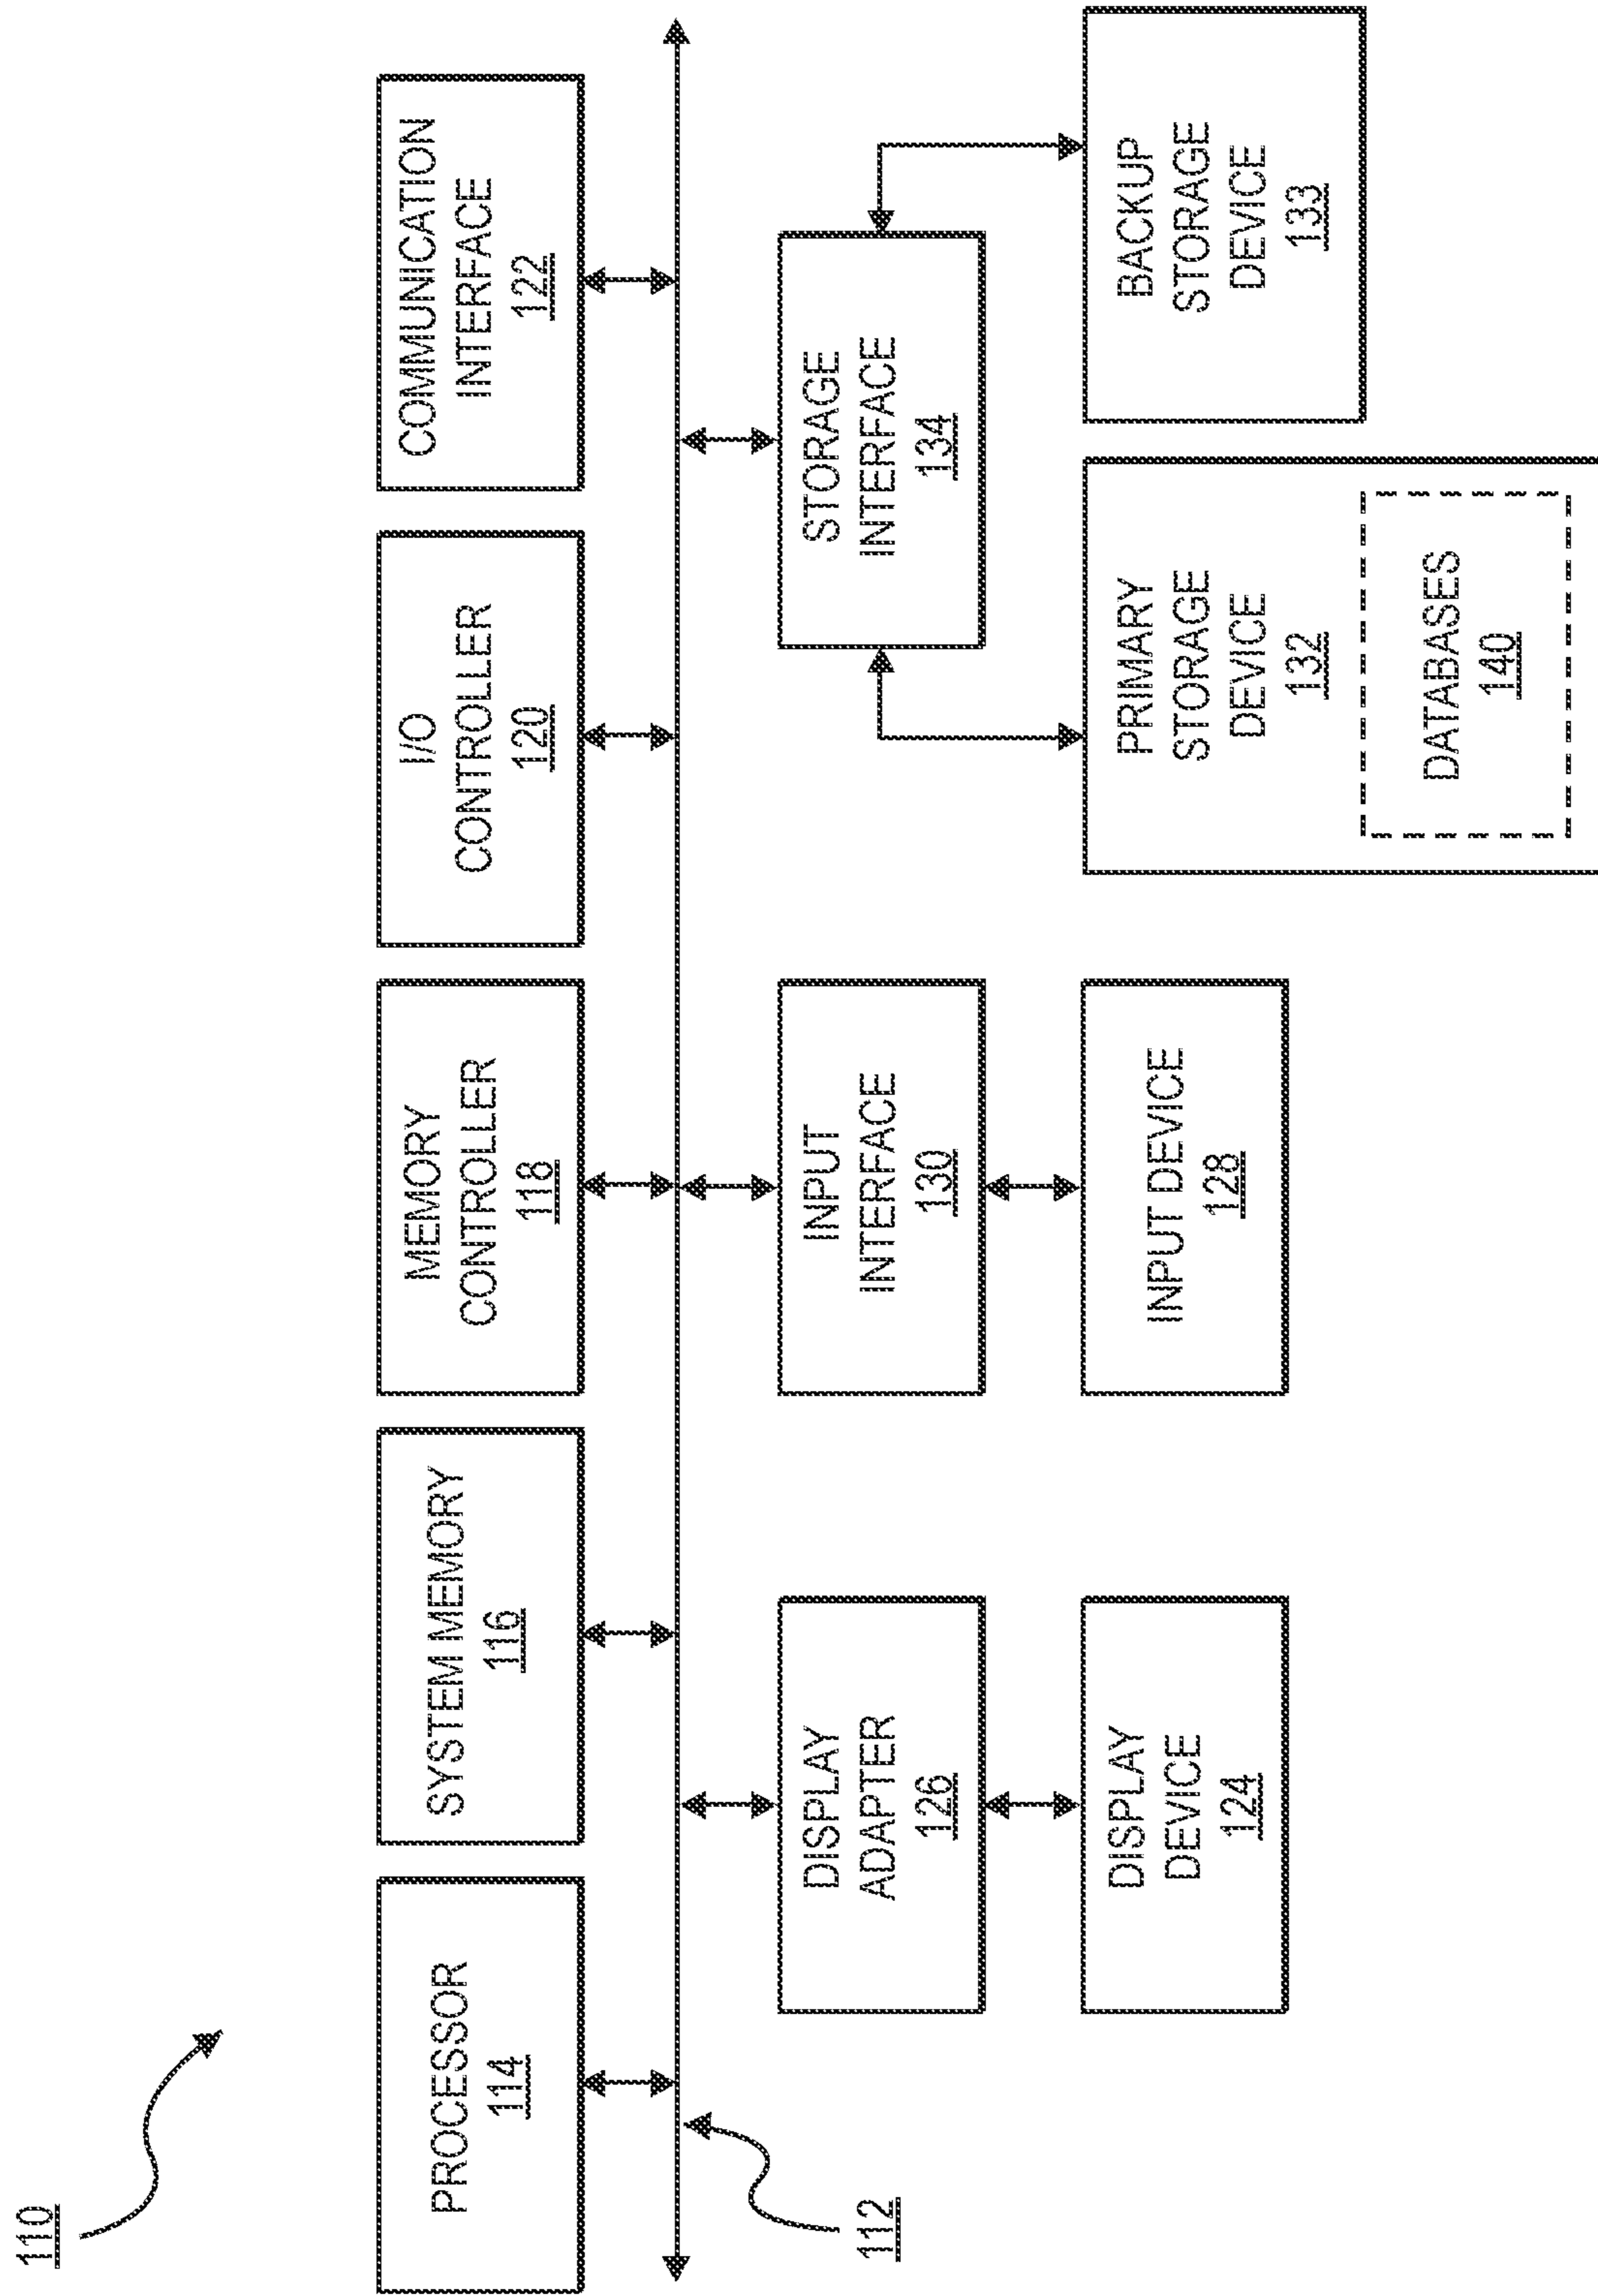 110
PROCESSOR
114
SYSTEM MEMORY
116
MEMORY
CONTROLLER
118
I/O
CONTROLLER
120
COMMUNICATION
INTERFACE
122
112
DISPLAY
ADAPTER
126
INPUT
INTERFACE
130
STORAGE
INTERFACE
134
DISPLAY
DEVICE
124
INPUT DEVICE
128
PRIMARY
STORAGE
DEVICE
132
DATABASES
140
BACKUP
STORAGE
DEVICE
133